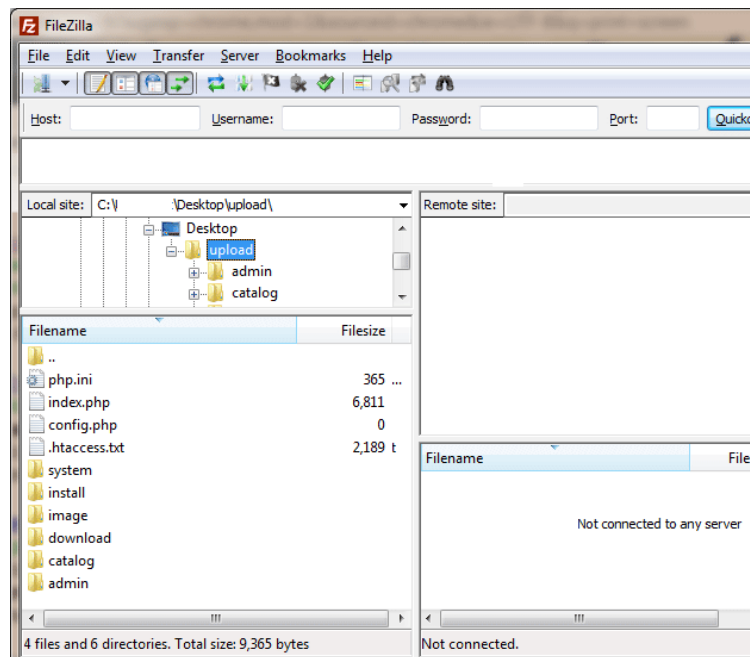 FileZilla
File Edit View Transfer Server Bookmarks Help
Host: Username: Password: Port:
Local site: C:\ :\Desktop\upload\ Remote site:
Desktop
upload
admin
catalog
Filename Filesize
..
php.ini 365 ...
index.php 6,811
config.php 0
.htaccess.txt 2,189 t
system
install
image
download
catalog
admin
4 files and 6 directories. Total size: 9,365 bytes
Filename File
Not connected to any server
Not connected.